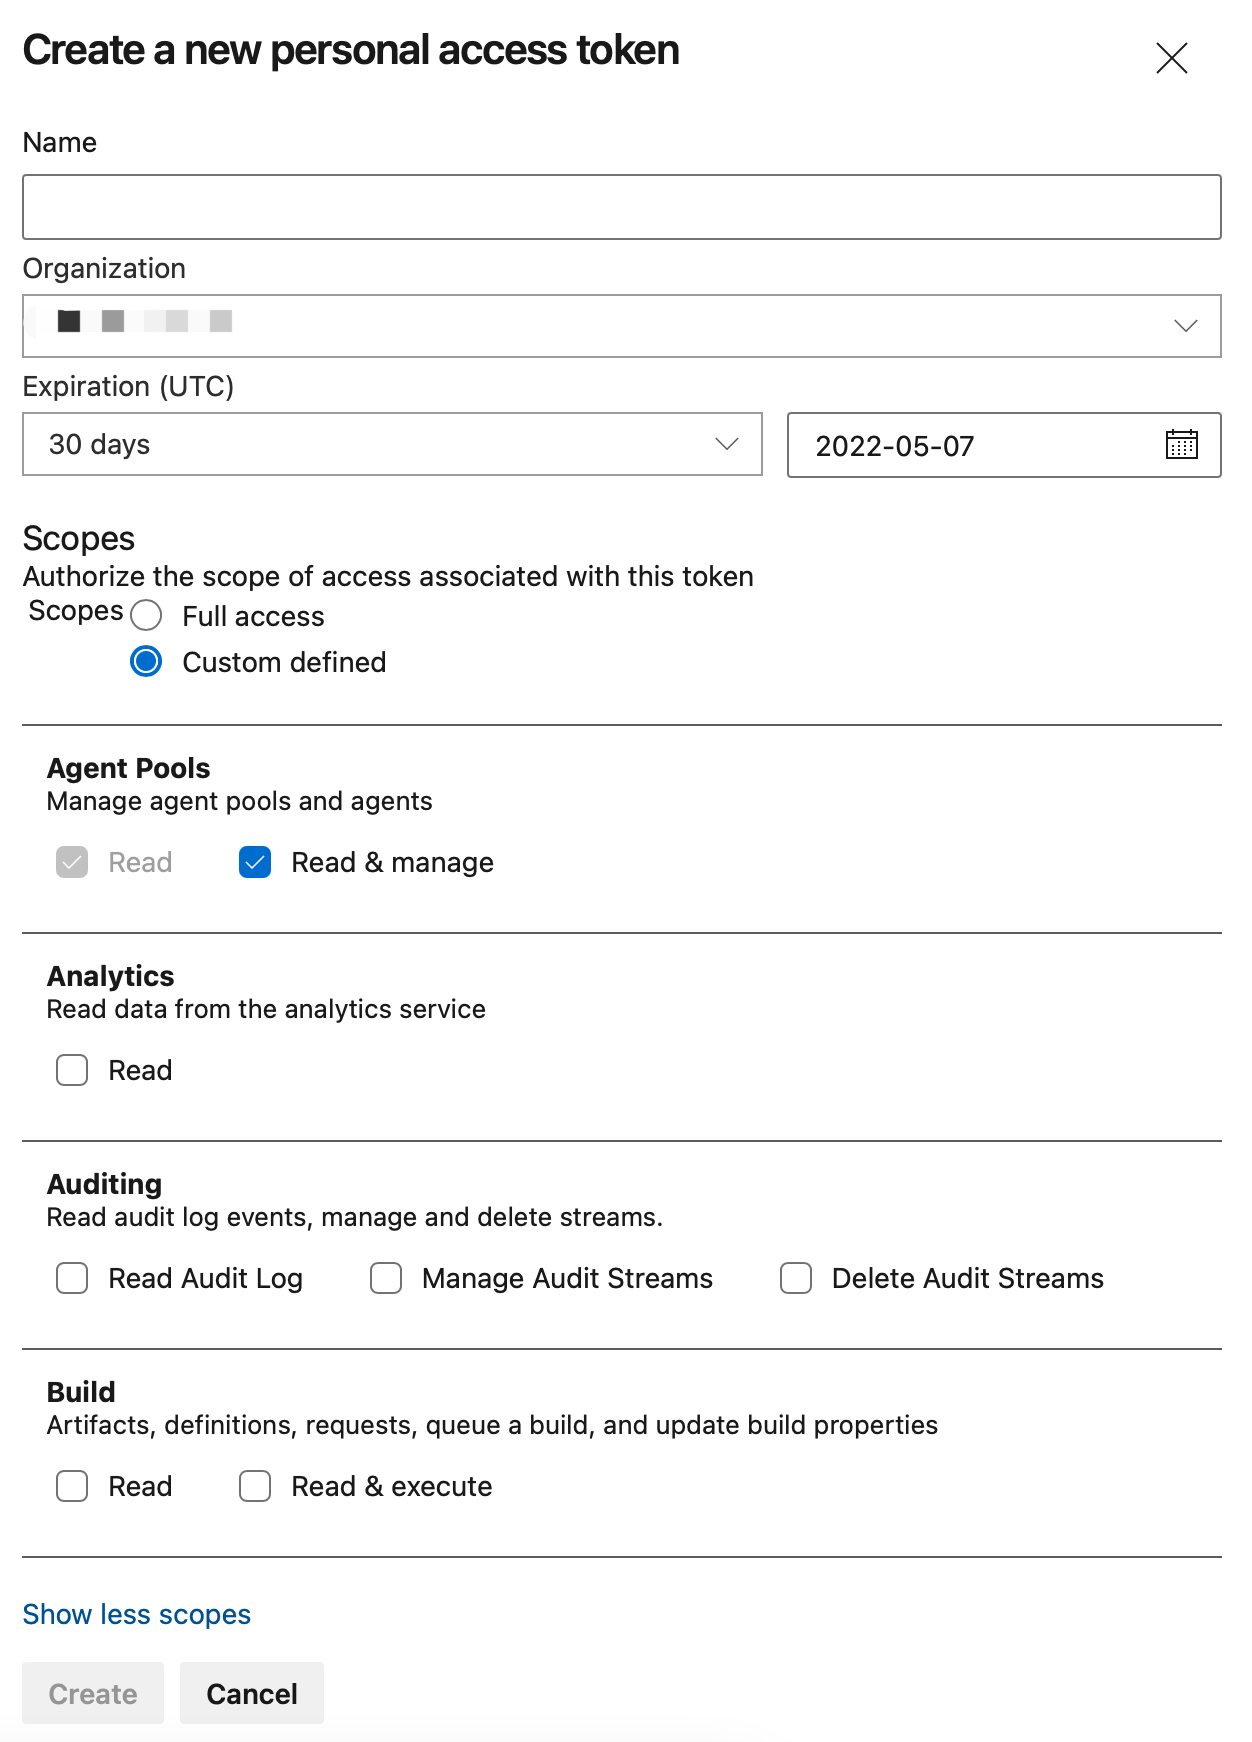 Create a new personal access token
Name
Organization
Expiration (UTC)
30 days 2022-05-07
Scopes
Authorize the scope of access associated with this token
Scopes Full access
Custom defined
Agent Pools
Manage agent pools and agents
Read Read & manage
Analytics
Read data from the analytics service
Read
Auditing
Read audit log events, manage and delete streams.
Read Audit Log Manage Audit Streams Delete Audit Streams
Build
Artifacts, definitions, requests, queue a build, and update build properties
Read Read & execute
Show less scopes
Create Cancel